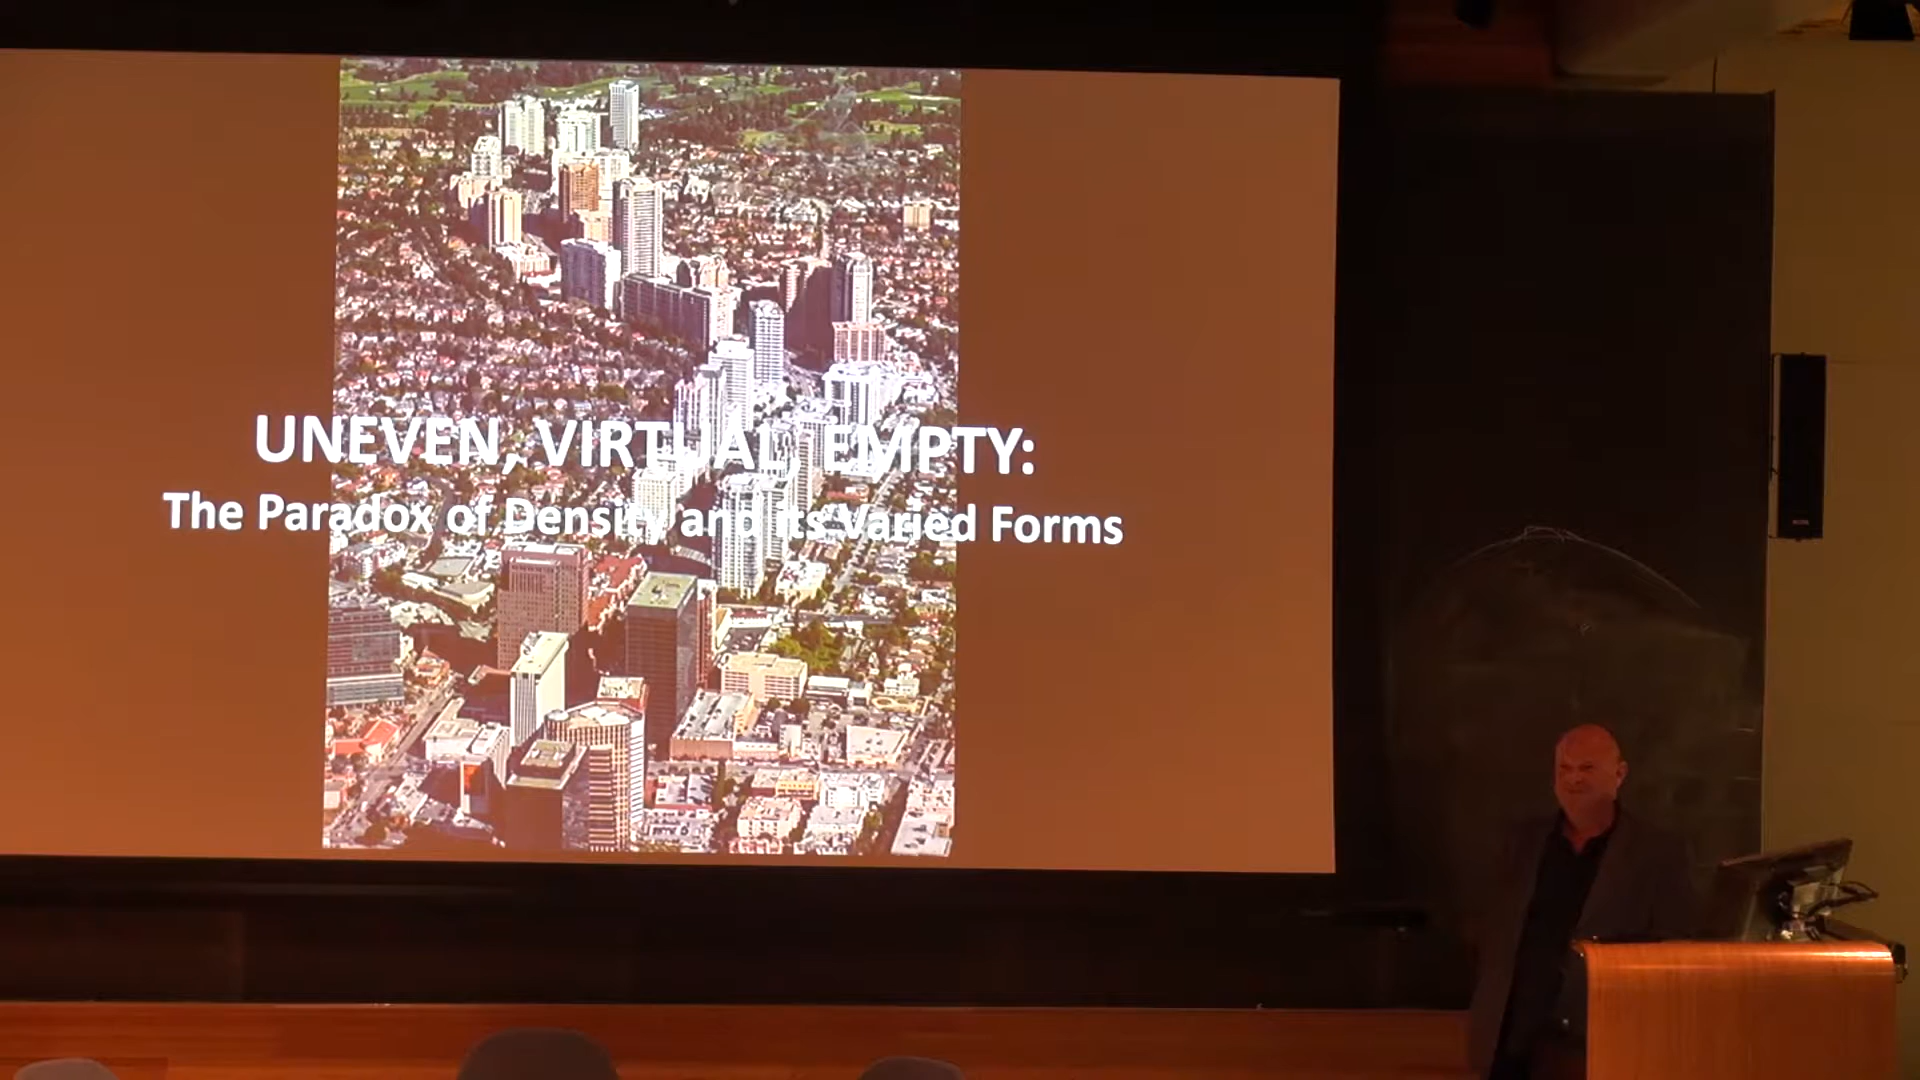 UNEVEN, VIRTUAL, EMPTY:
The Paradox of Density and its Varied Forms